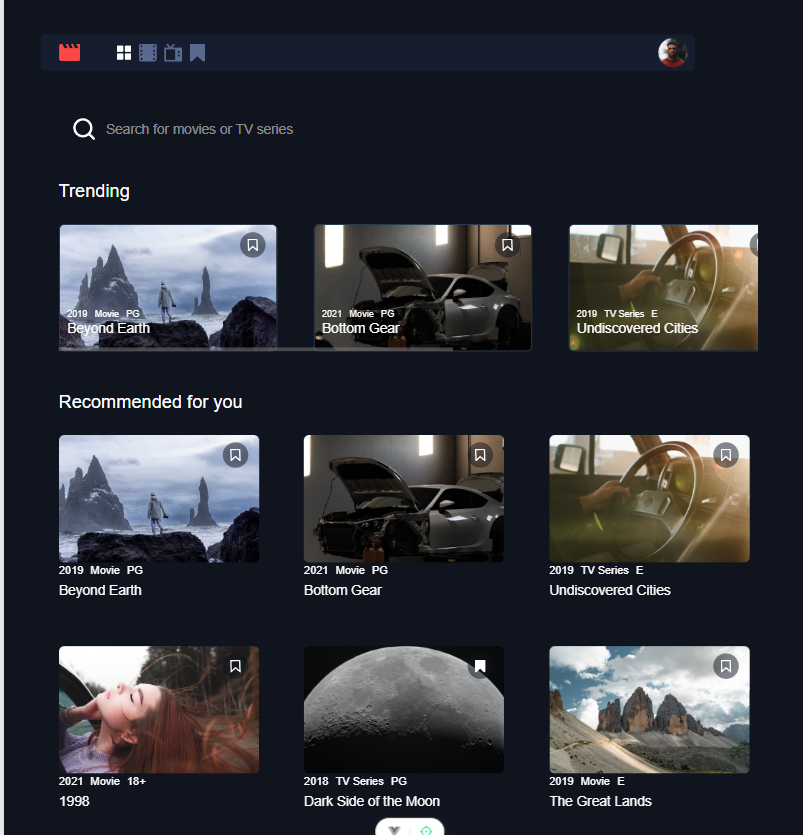 Search for movies or TV series
Trending
2019 Movie PG
Beyond Earth
2021 Movie PG
Bottom Gear
2019 TV Series E
Undiscovered Cities
Recommended for you
2019 Movie PG
Beyond Earth
2021 Movie PG
Bottom Gear
2019 TV Series E
Undiscovered Cities
2021 Movie 18+
1998
2018 TV Series PG
Dark Side of the Moon
2019 Movie E
The Great Lands